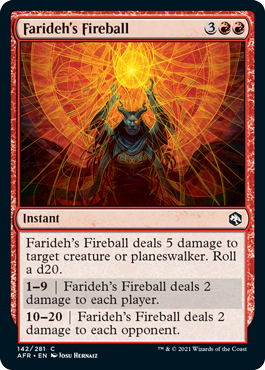 Farideh's Fireball 3
Instant
Farideh's Fireball deals 5 damage to
target creature or planeswalker. Roll
a d20.
1–9 | Farideh's Fireball deals 2
damage to each player.
10–20 | Farideh's Fireball deals 2
damage to each opponent.
142/281 C
AFR • EN Josu Hernaiz
™ & © 2021 Wizards of the Coast